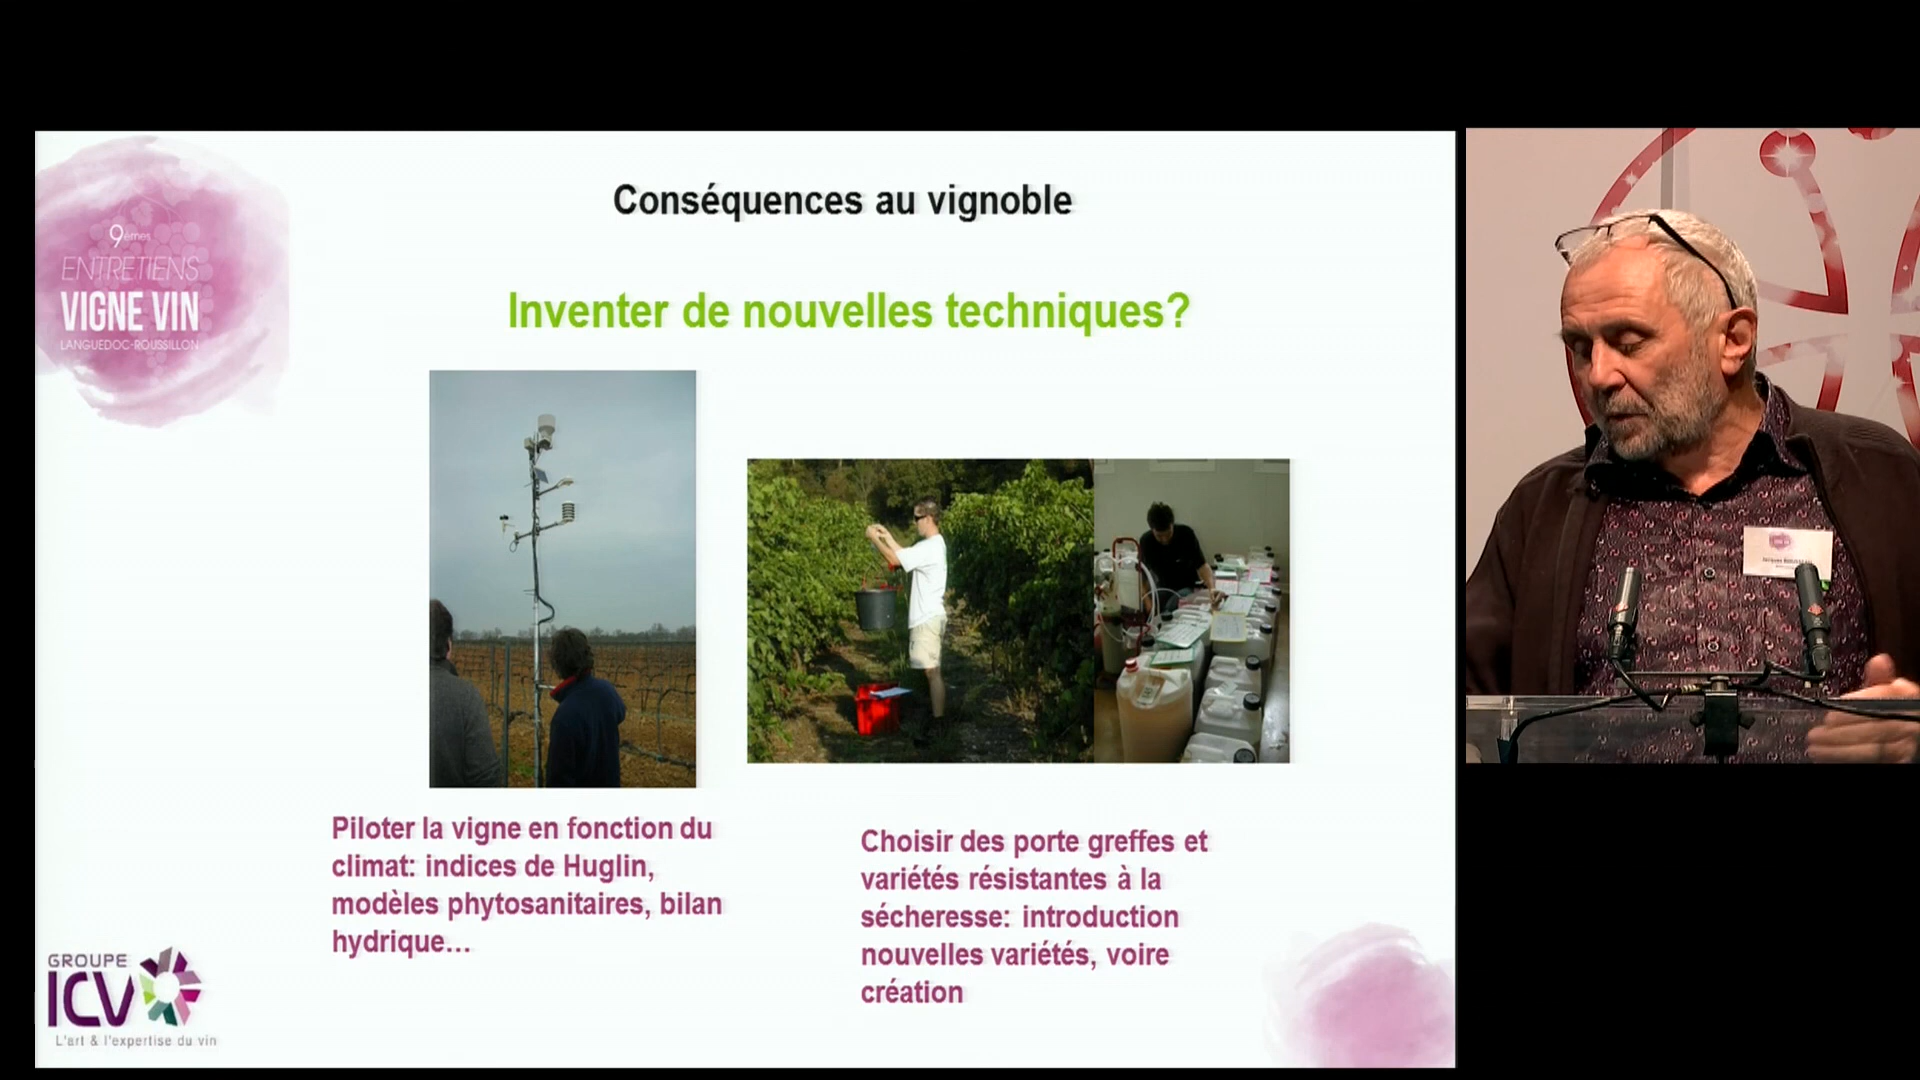 Conséquences au vignoble
Inventer de nouvelles techniques?
9èmes
ENTRETIENS
VIGNE VIN
LANGUEDOC-ROUSSILLON
Piloter la vigne en fonction du
climat: indices de Huglin,
modèles phytosanitaires, bilan
hydrique...
Choisir des porte greffes et
variétés résistantes à la
sécheresse: introduction
nouvelles variétés, voire
création
GROUPE
ICV
L'art & l'expertise du vin